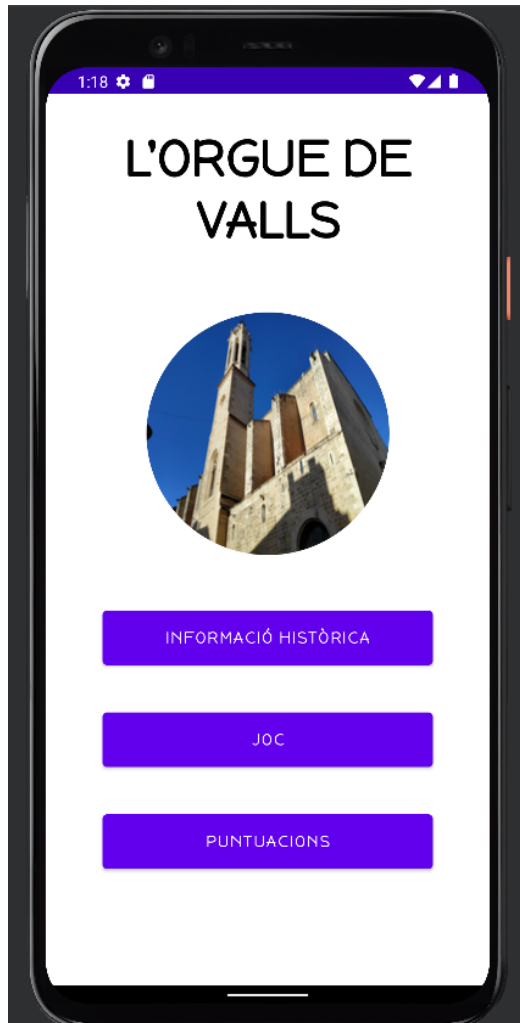 1:18
L'ORGUE DE
VALLS
INFORMACIÓ HISTÒRICA
JOC
PUNTUACIONS